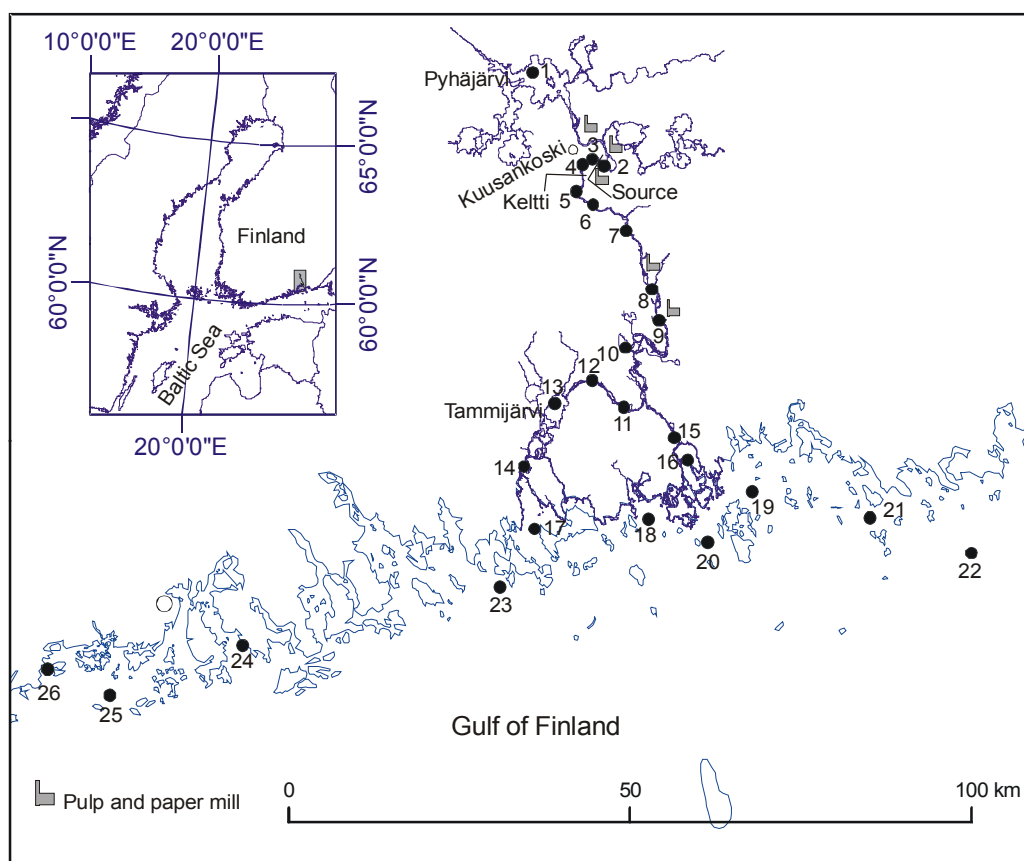 10°0'0"E
20°0'0"E
65°0'0"N
60°0'0"N
60°0'0"N
20°0'0"E
Finland
Baltic Sea
Pyhäjärvi
1
Kuusankoski
3
4
2
Keltti
Source
5
6
7
8
9
10
12
13
Tammijärvi
11
15
14
16
17
18
19
20
21
22
23
24
26
25
Gulf of Finland
Pulp and paper mill
0
50
100 km